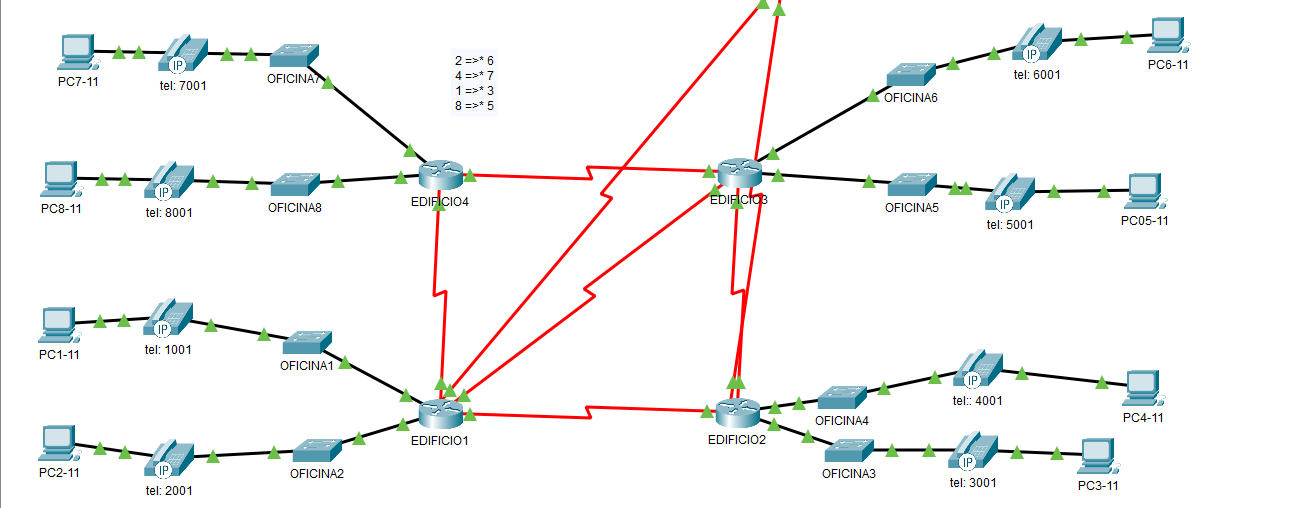 PC7-11
IP
tel: 7001
OFICINA7
2 =>* 6
4 =>* 7
1 =>* 3
8 =>* 5
OFICINA6
IP
tel: 6001
PC6-11
PC8-11
IP
tel: 8001
OFICINA8
EDIFICIO4
EDIFICIO3
OFICINA5
IP
tel: 5001
PC05-11
PC1-11
IP
tel: 1001
OFICINA1
EDIFICIO1
EDIFICIO2
OFICINA4
IP
tel:: 4001
PC4-11
PC2-11
IP
tel: 2001
OFICINA2
OFICINA3
IP
tel: 3001
PC3-11